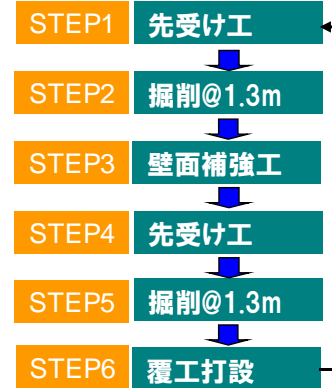 STEP1 先受け工
STEP2 掘削@1.3m
STEP3 壁面補強工
STEP4 先受け工
STEP5 掘削@1.3m
STEP6 覆工打設